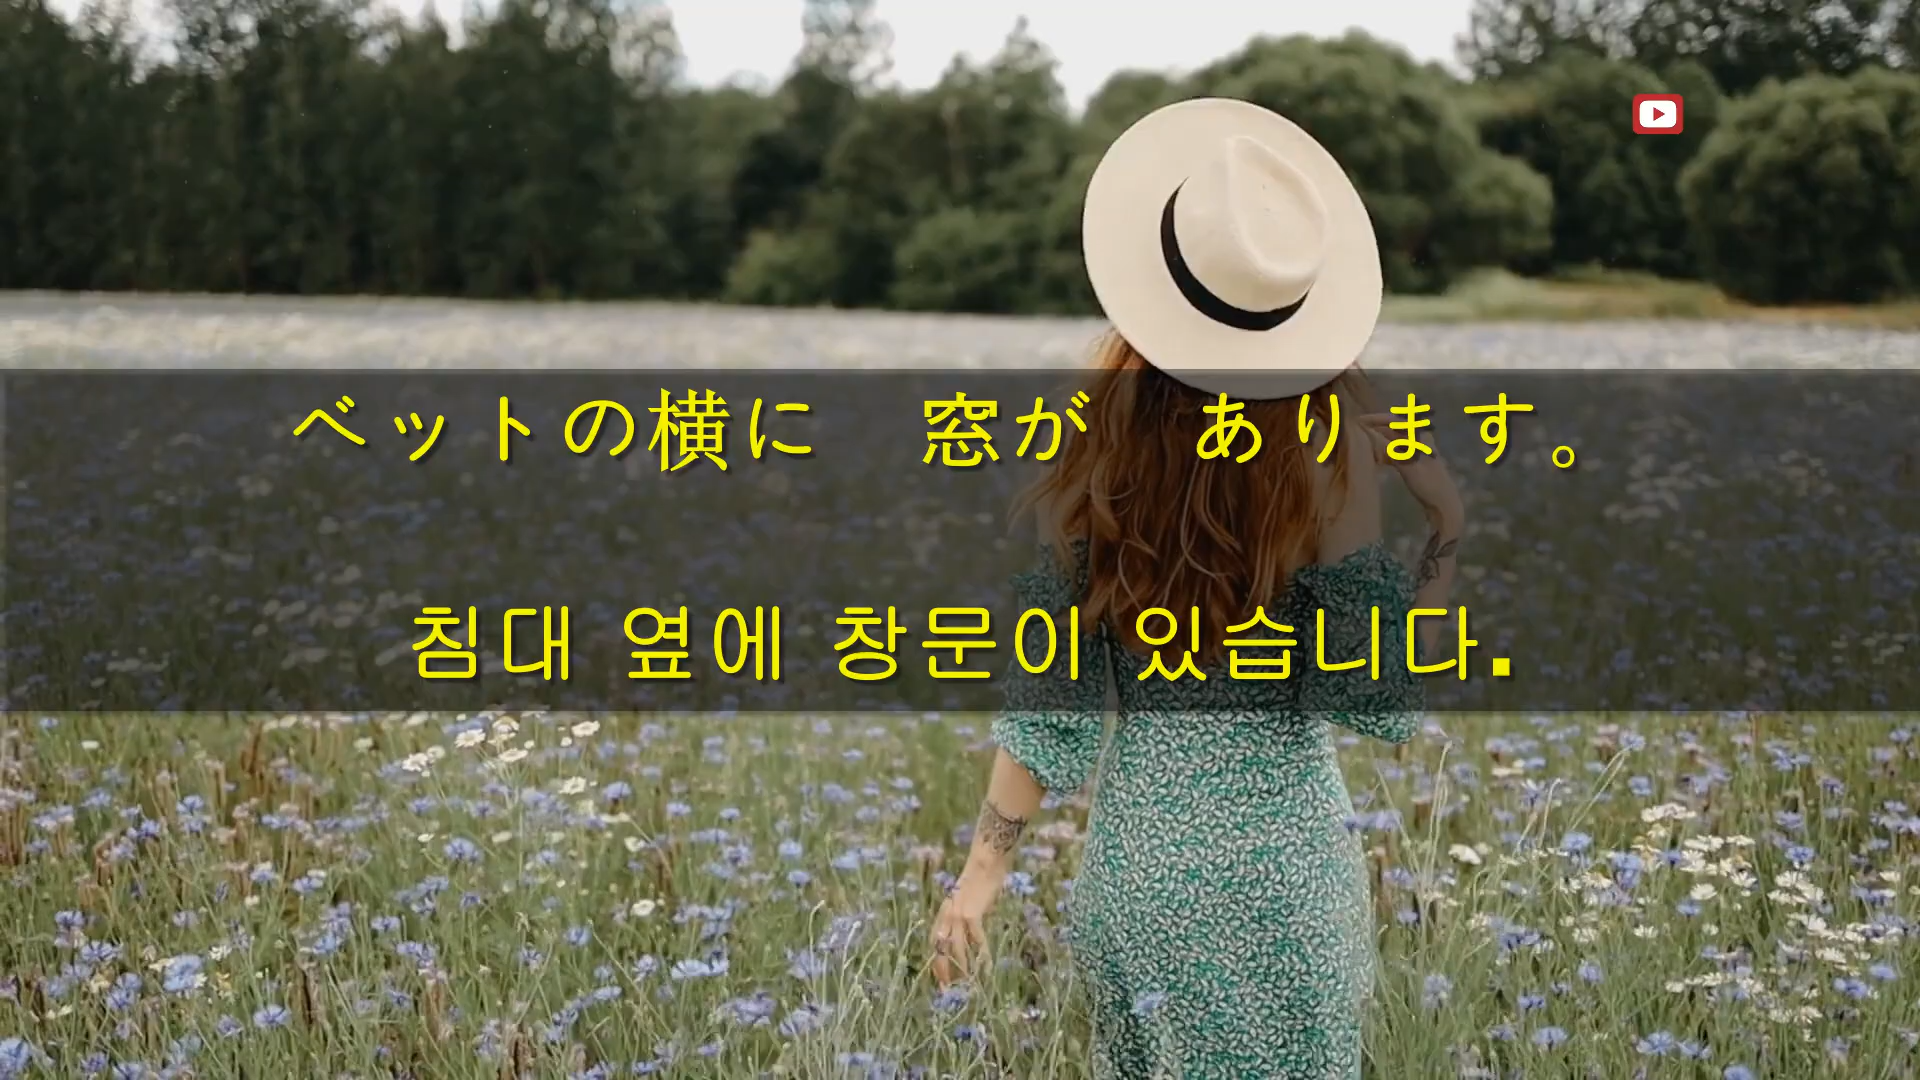 ベットの横に　窓が　あります。
침대 옆에 창문이 있습니다.